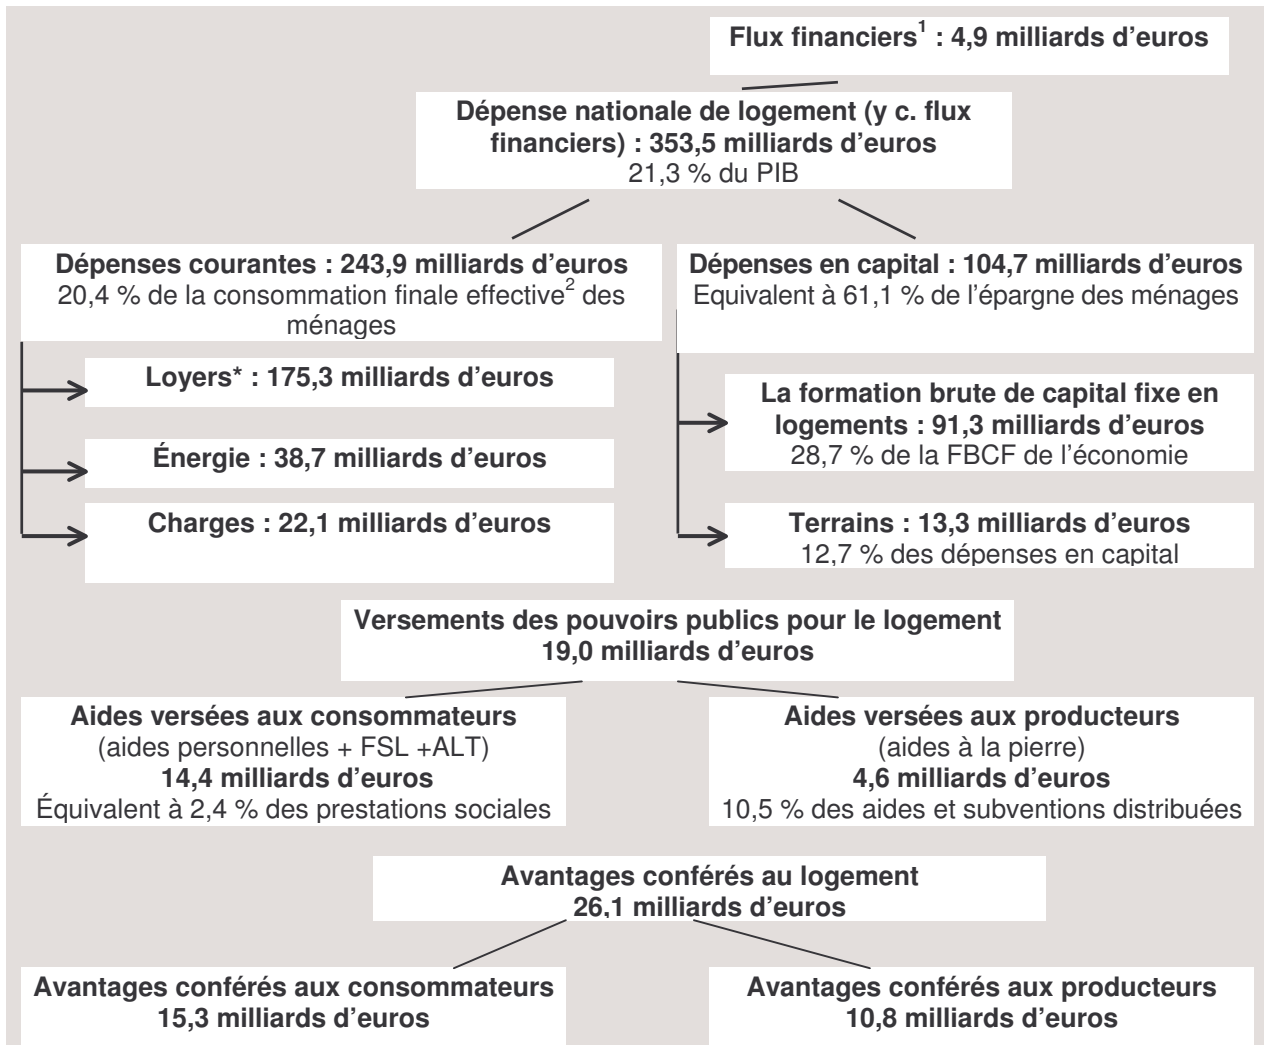 Flux financiers¹ : 4,9 milliards d'euros
Dépense nationale de logement (y c. flux
financiers) : 353,5 milliards d'euros
21,3 % du PIB
Dépenses courantes : 243,9 milliards d'euros
20,4 % de la consommation finale effective² des
ménages
Loyers* : 175,3 milliards d'euros
Énergie : 38,7 milliards d'euros
Charges : 22,1 milliards d'euros
Dépenses en capital : 104,7 milliards d'euros
Equivalent à 61,1 % de l'épargne des ménages
La formation brute de capital fixe en
logements : 91,3 milliards d'euros
28,7 % de la FBCF de l'économie
Terrains : 13,3 milliards d'euros
12,7 % des dépenses en capital
Versements des pouvoirs publics pour le logement
19,0 milliards d'euros
Aides versées aux consommateurs
(aides personnelles + FSL +ALT)
14,4 milliards d'euros
Équivalent à 2,4 % des prestations sociales
Aides versées aux producteurs
(aides à la pierre)
4,6 milliards d'euros
10,5 % des aides et subventions distribuées
Avantages conférés au logement
26,1 milliards d'euros
Avantages conférés aux consommateurs
15,3 milliards d'euros
Avantages conférés aux producteurs
10,8 milliards d'euros